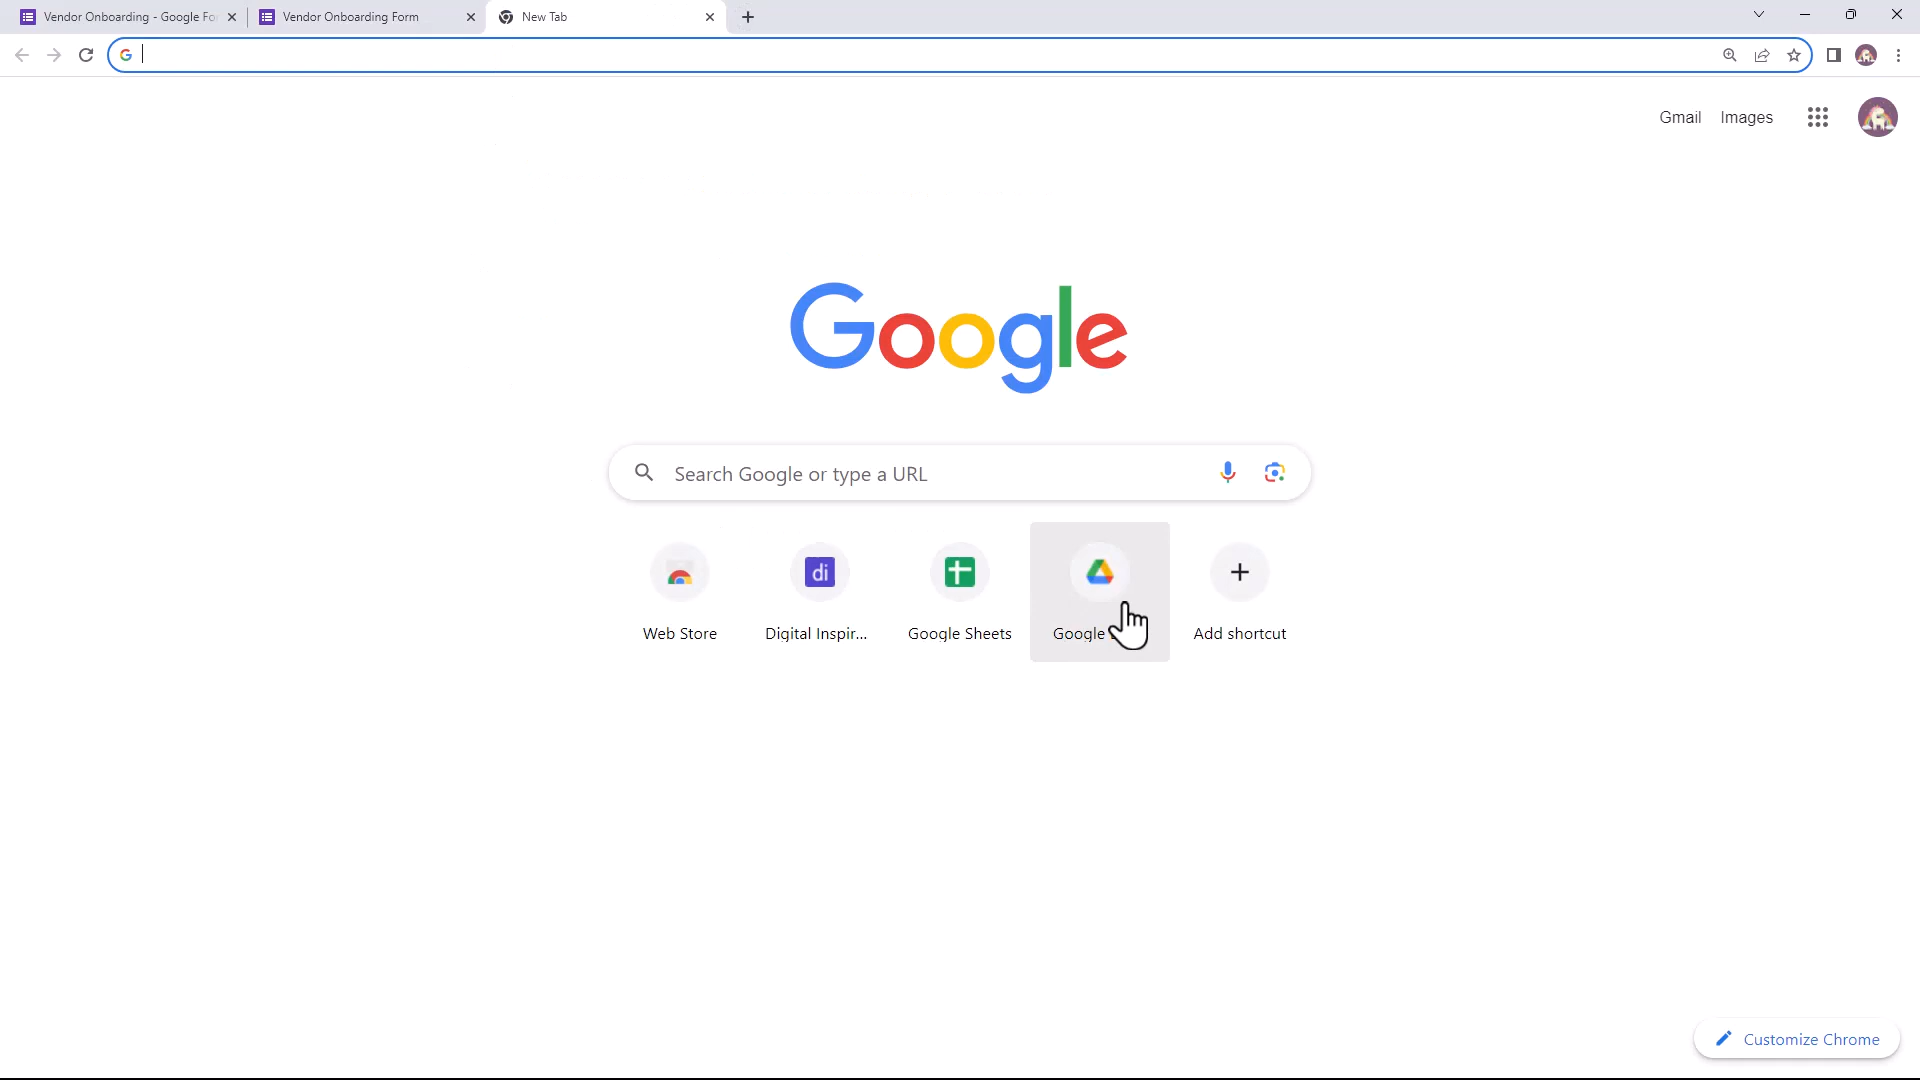 Vendor Onboarding - Google Fo
Vendor Onboarding Form
New Tab
Gmail
Images
Google
Search Google or type a URL
Web Store
Digital Inspir...
Google Sheets
Google
Add shortcut
Customize Chrome